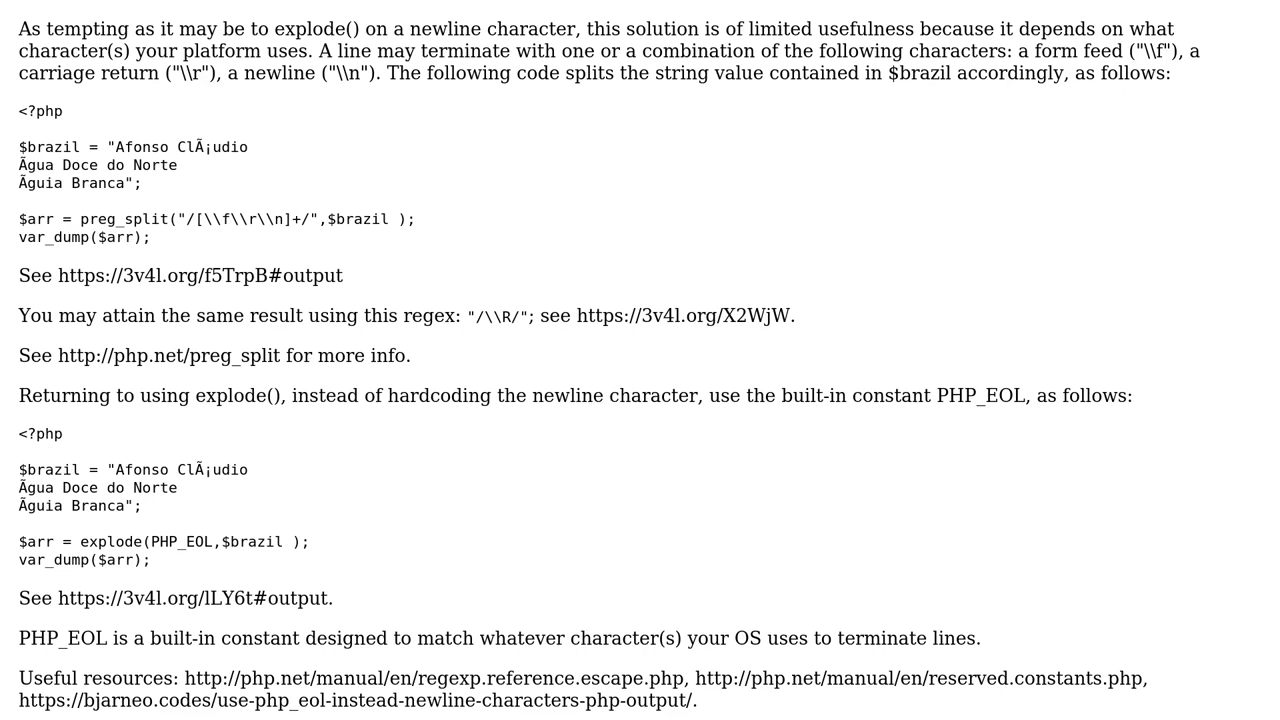 As tempting as it may be to explode() on a newline character, this solution is of limited usefulness because it depends on what
character(s) your platform uses. A line may terminate with one or a combination of the following characters: a form feed ("\\f"), a
carriage return ("\\r"), a newline ("\\n"). The following code splits the string value contained in $brazil accordingly, as follows:
<?php
$brazil = "Afonso ClÃ¡udio
Ãgua Doce do Norte
Ãguia Branca";
$arr = preg_split("/[\\f\\r\\n]+/",$brazil );
var_dump($arr);
See https://3v4l.org/f5TrpB#output
You may attain the same result using this regex: "/\\R/"; see https://3v4l.org/X2WjW.
See http://php.net/preg_split for more info.
Returning to using explode(), instead of hardcoding the newline character, use the built-in constant PHP_EOL, as follows:
<?php
$brazil = "Afonso ClÃ¡udio
Ãgua Doce do Norte
Ãguia Branca";
$arr = explode(PHP_EOL,$brazil );
var_dump($arr);
See https://3v4l.org/lLY6t#output.
PHP_EOL is a built-in constant designed to match whatever character(s) your OS uses to terminate lines.
Useful resources: http://php.net/manual/en/regexp.reference.escape.php, http://php.net/manual/en/reserved.constants.php,
https://bjarneo.codes/use-php_eol-instead-newline-characters-php-output/.